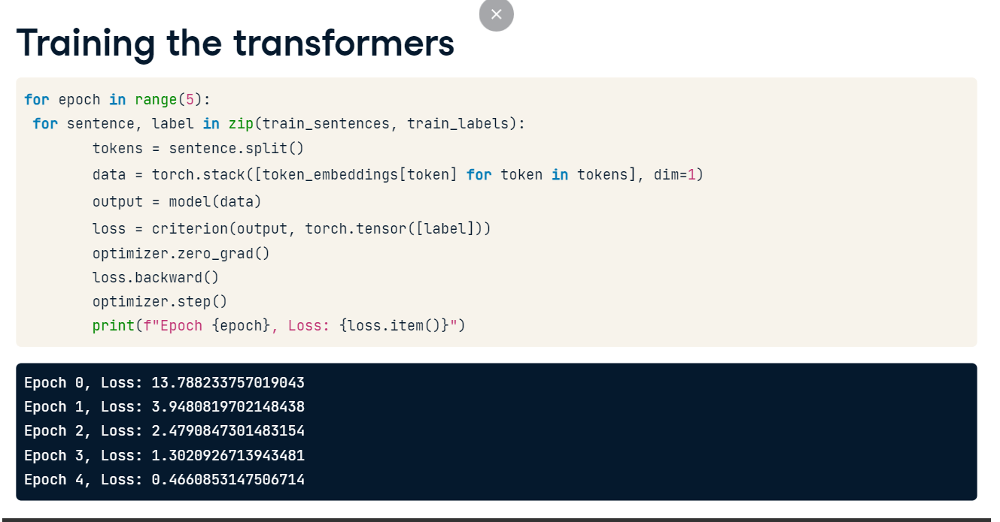 Training the transformers
for epoch in range(5):
 for sentence, label in zip(train_sentences, train_labels):
        tokens = sentence.split()
        data = torch.stack([token_embeddings[token] for token in tokens], dim=1)
        output = model(data)
        loss = criterion(output, torch.tensor([label]))
        optimizer.zero_grad()
        loss.backward()
        optimizer.step()
        print(f"Epoch {epoch}, Loss: {loss.item()}")
Epoch 0, Loss: 13.788233757019043
Epoch 1, Loss: 3.9480819702148438
Epoch 2, Loss: 2.4790847301483154
Epoch 3, Loss: 1.3020926713943481
Epoch 4, Loss: 0.4660853147506714